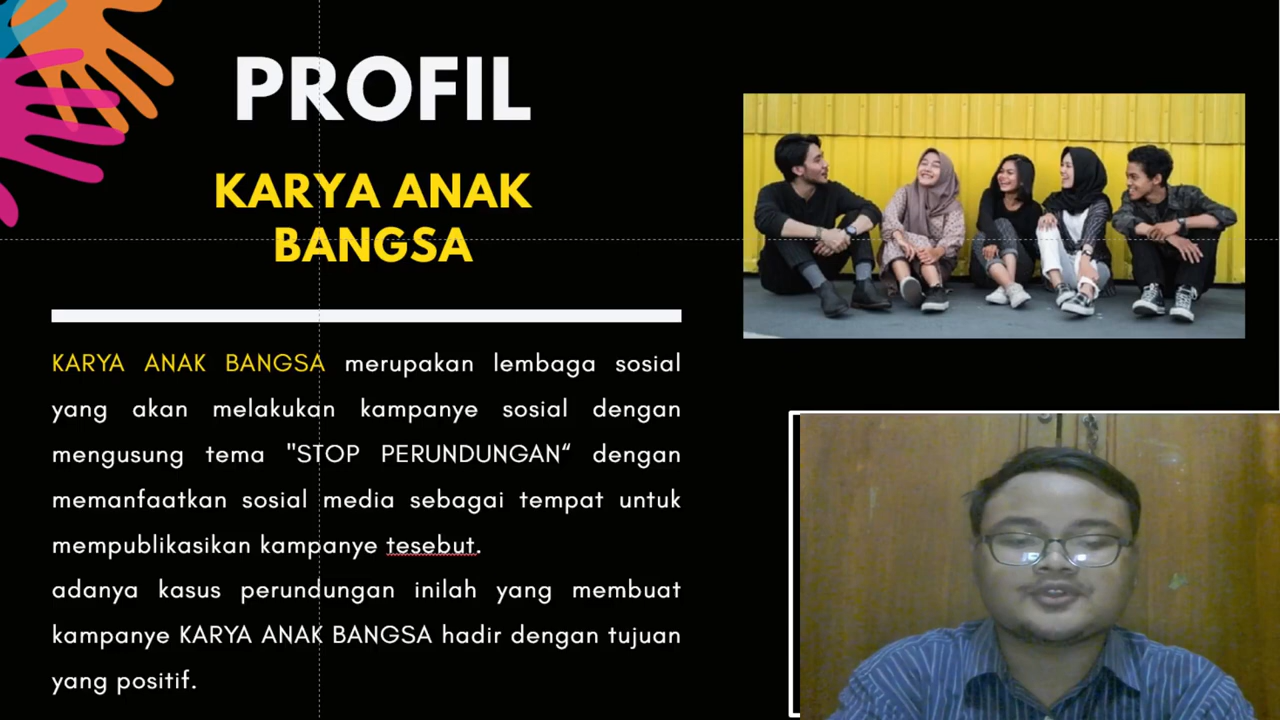 PROFIL
KARYA ANAK
BANGSA
KARYA ANAK BANGSA merupakan lembaga sosial
yang akan melakukan kampanye sosial dengan
mengusung tema "STOP PERUNDUNGAN“ dengan
memanfaatkan sosial media sebagai tempat untuk
mempublikasikan kampanye tesebut.
adanya kasus perundungan inilah yang membuat
kampanye KARYA ANAK BANGSA hadir dengan tujuan
yang positif.